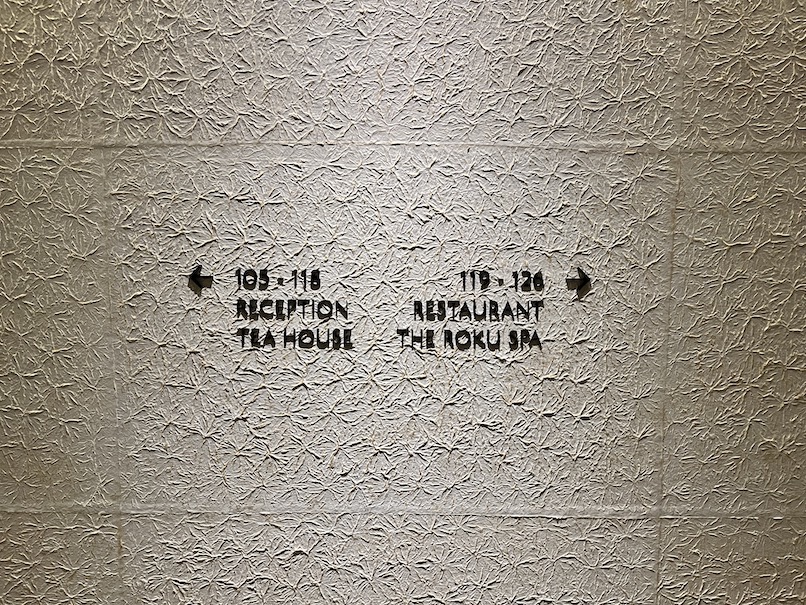 ← 105 - 118
RECEPTION
TEA HOUSE
119 - 126 →
RESTAURANT
THE ROKU SPA